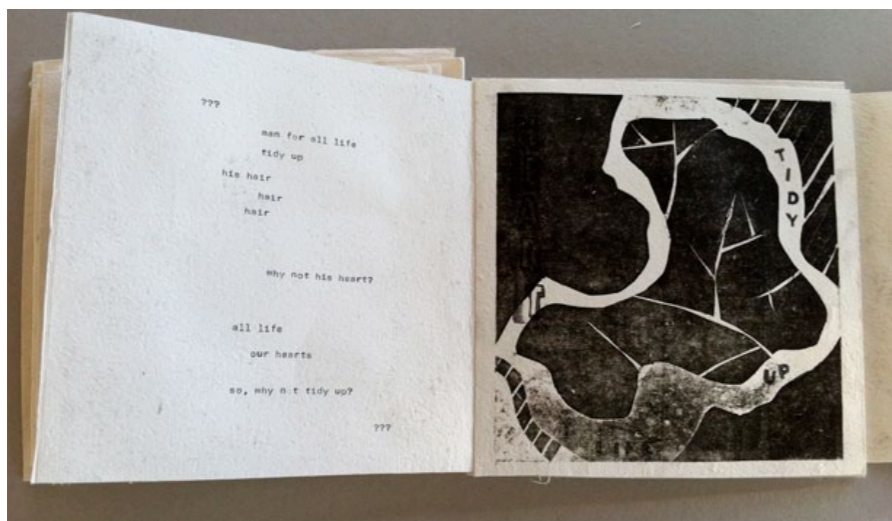 ???
man for all life
tidy up
his hair
hair
hair
why not his heart?
all life
our hearts
so, why not tidy up?
???
TIDY
IT
UP